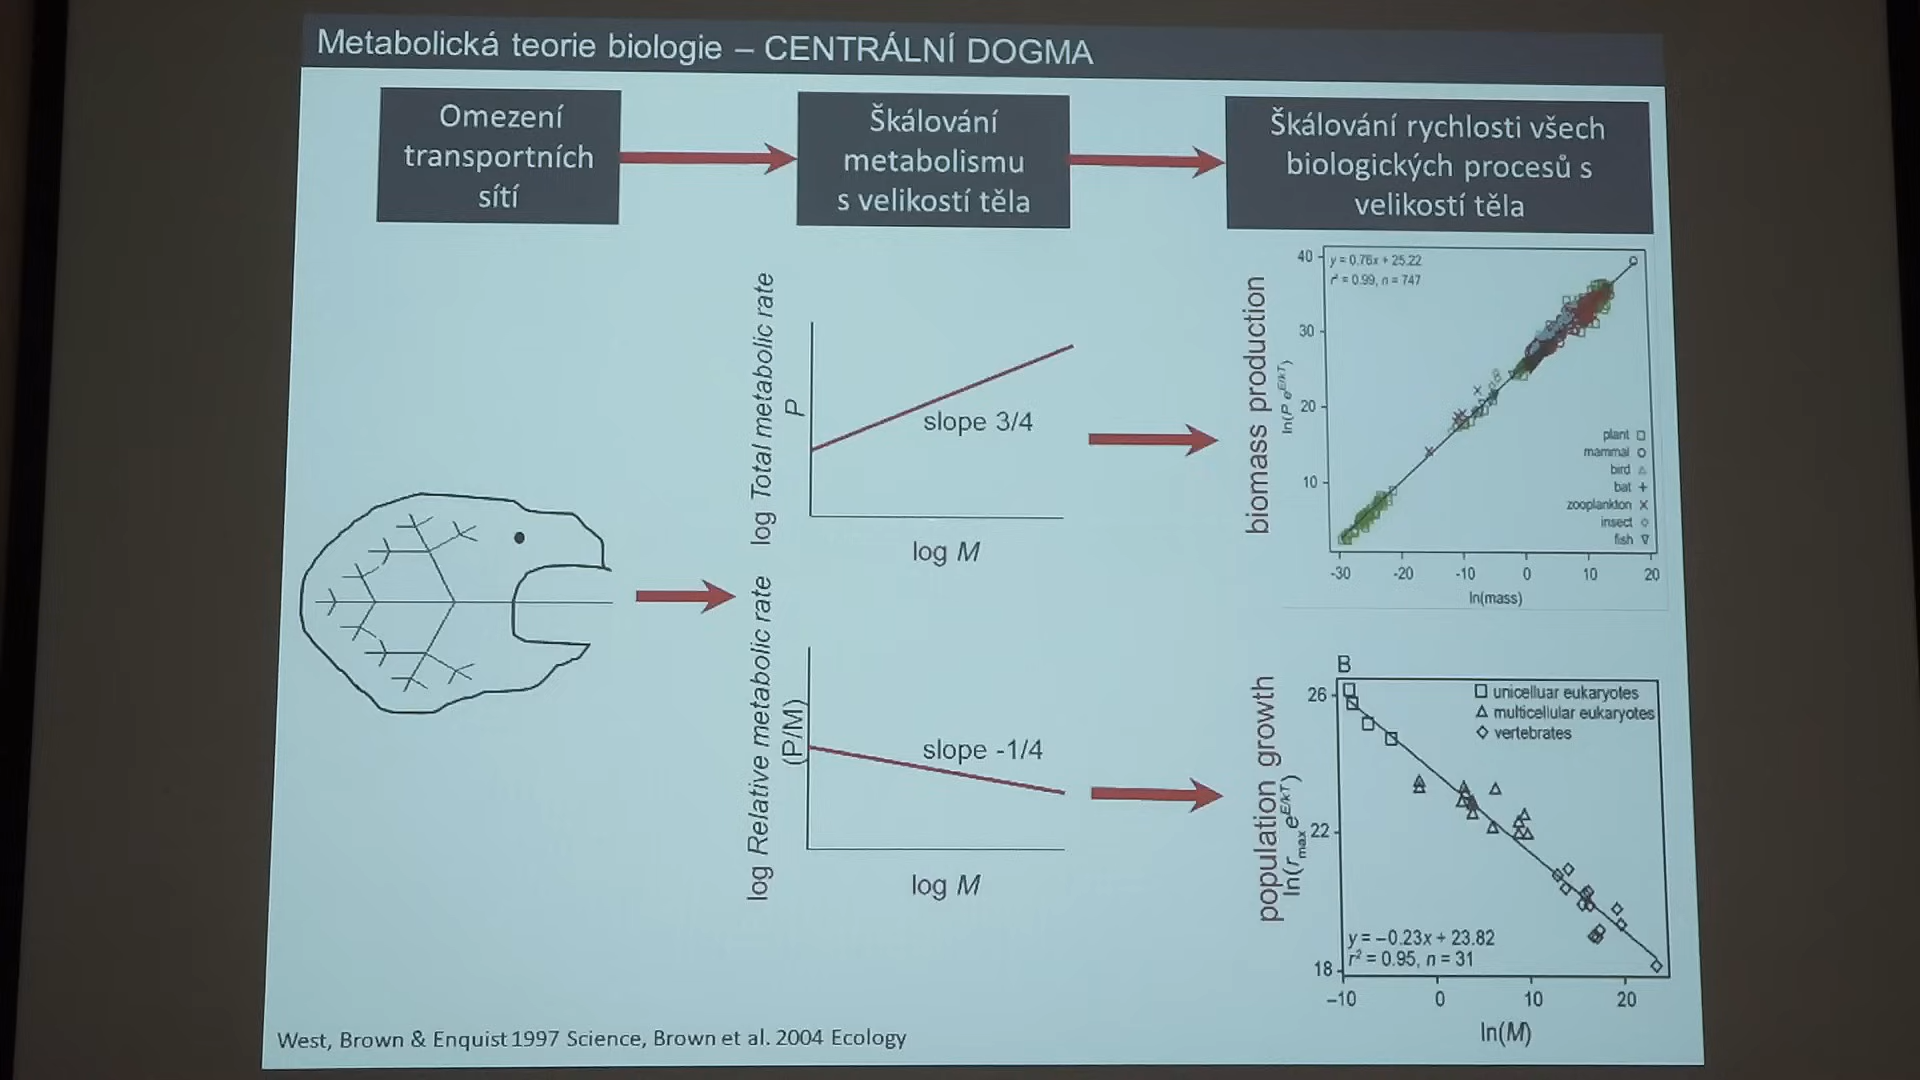 Metabolická teorie biologie – CENTRÁLNÍ DOGMA
Omezení
transportních
sítí
Škálování
metabolismu
s velikostí těla
Škálování rychlosti všech
biologických procesů s
velikostí těla
log Total metabolic rate
P
slope 3/4
log M
log Relative metabolic rate
(P/M)
slope -1/4
log M
biomass production
ln(P e^E/kT)
y = 0.76x + 25.22
r² = 0.99, n = 747
40
30
20
10
plant
mammal
bird
bat
zooplankton
insect
fish
-30 -20 -10 0 10 20
ln(mass)
B
population growth
ln(r_max e^E/kT)
26
22
18
unicelluar eukaryotes
multicellular eukaryotes
vertebrates
y = −0.23x + 23.82
r² = 0.95, n = 31
−10 0 10 20
ln(M)
West, Brown & Enquist 1997 Science, Brown et al. 2004 Ecology